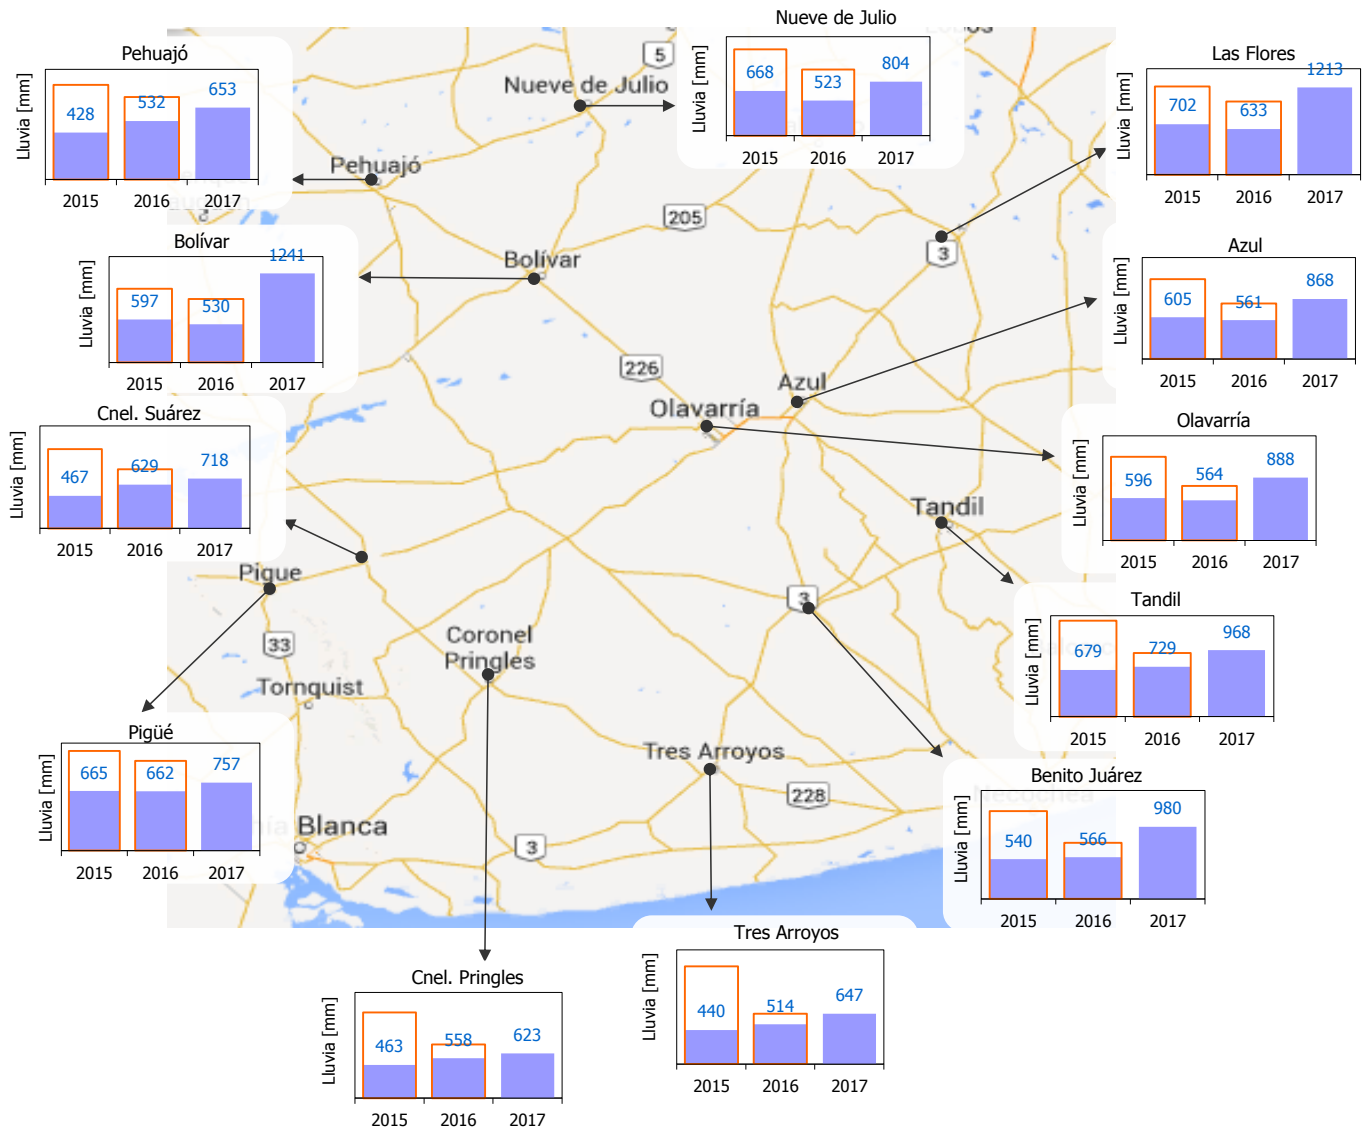 Nueve de Julio
Lluvia [mm]
668
523
804
2015
2016
2017
Pehuajó
Lluvia [mm]
428
532
653
2015
2016
2017
Las Flores
Lluvia [mm]
702
633
1213
2015
2016
2017
5
Nueve de Julio
Pehuajó
205
3
Bolívar
Lluvia [mm]
597
530
1241
2015
2016
2017
Bolívar
Azul
Lluvia [mm]
605
561
868
2015
2016
2017
226
Azul
Olavarría
Cnel. Suárez
Lluvia [mm]
467
629
718
2015
2016
2017
Olavarría
Lluvia [mm]
596
564
888
2015
2016
2017
Tandil
Pigue
3
33
Coronel
Pringles
Tornquist
Tandil
Lluvia [mm]
679
729
968
2015
2016
2017
Pigüé
Lluvia [mm]
665
662
757
2015
2016
2017
Tres Arroyos
228
Benito Juárez
Necochea
Lluvia [mm]
540
566
980
2015
2016
2017
hía Blanca
3
Tres Arroyos
Lluvia [mm]
440
514
647
2015
2016
2017
Cnel. Pringles
Lluvia [mm]
463
558
623
2015
2016
2017